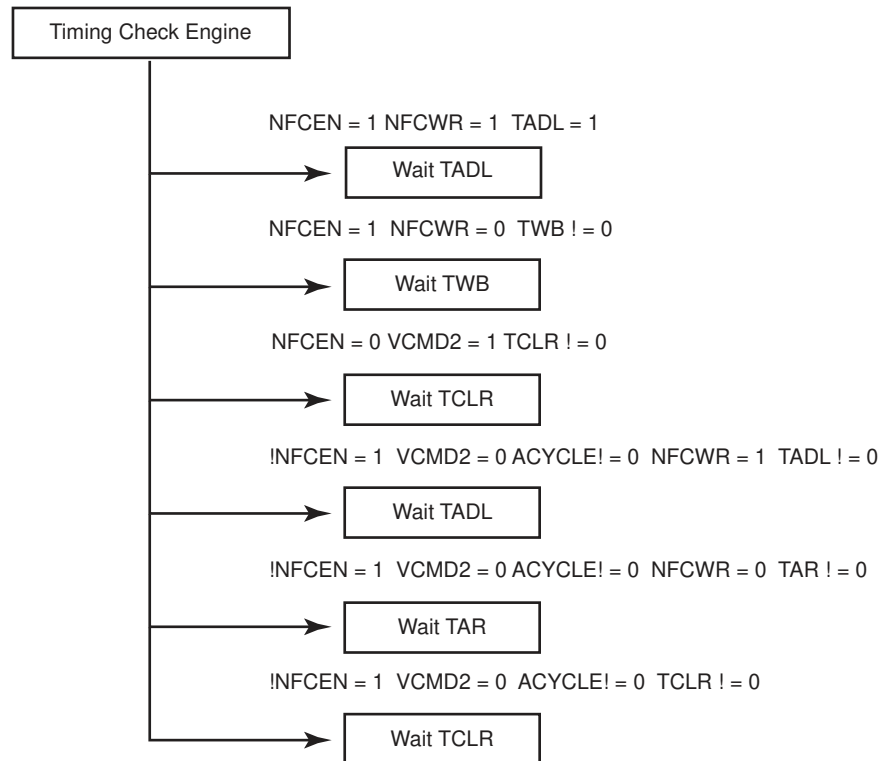 Timing Check Engine
NFCEN = 1 NFCWR = 1 TADL = 1
Wait TADL
NFCEN = 1 NFCWR = 0 TWB ! = 0
Wait TWB
NFCEN = 0 VCMD2 = 1 TCLR ! = 0
Wait TCLR
!NFCEN = 1 VCMD2 = 0 ACYCLE! = 0 NFCWR = 1 TADL ! = 0
Wait TADL
!NFCEN = 1 VCMD2 = 0 ACYCLE! = 0 NFCWR = 0 TAR ! = 0
Wait TAR
!NFCEN = 1 VCMD2 = 0 ACYCLE! = 0 TCLR ! = 0
Wait TCLR